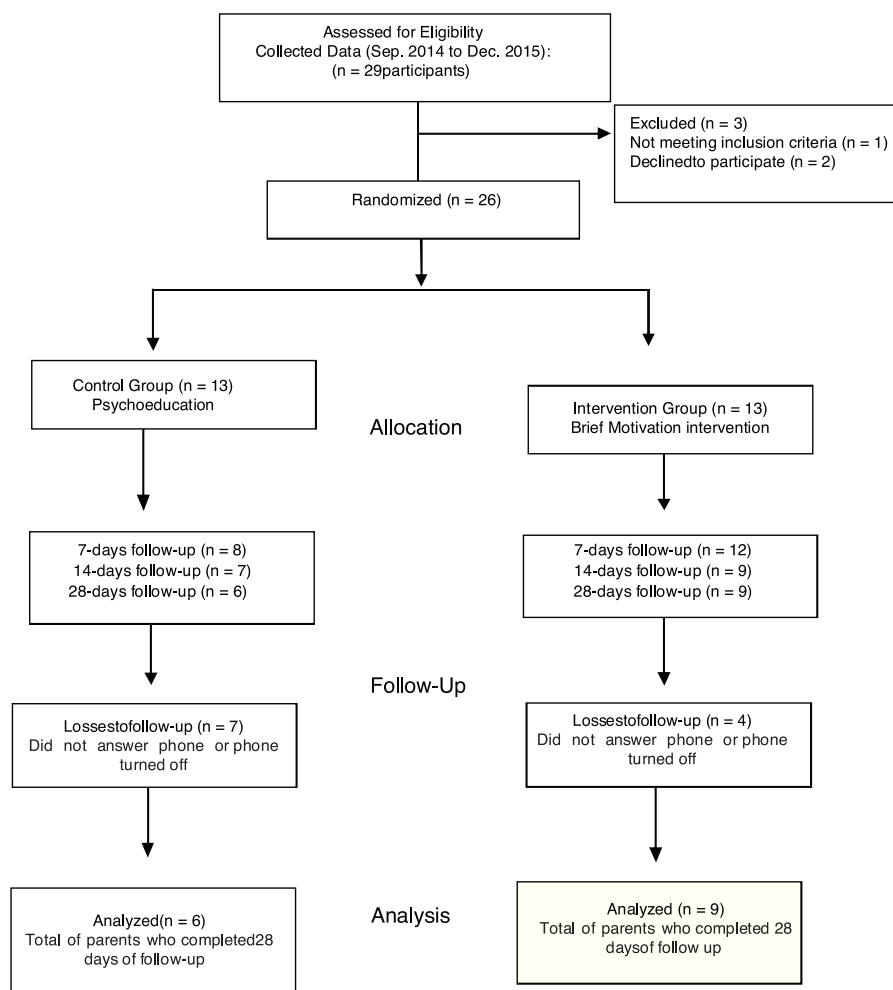 Assessed for Eligibility
Collected Data (Sep. 2014 to Dec. 2015):
(n = 29participants)
Excluded (n = 3)
Not meeting inclusion criteria (n = 1)
Declinedto participate (n = 2)
Randomized (n = 26)
Control Group (n = 13)
Psychoeducation
Allocation
Intervention Group (n = 13)
Brief Motivation intervention
7-days follow-up (n = 8)
14-days follow-up (n = 7)
28-days follow-up (n = 6)
7-days follow-up (n = 12)
14-days follow-up (n = 9)
28-days follow-up (n = 9)
Follow-Up
Lossestofollow-up (n = 7)
Did not answer phone or phone
turned off
Lossestofollow-up (n = 4)
Did not answer phone or phone
turned off
Analysis
Analyzed(n = 6)
Total of parents who completed28
days of follow-up
Analyzed (n = 9)
Total of parents who completed 28
daysof follow up